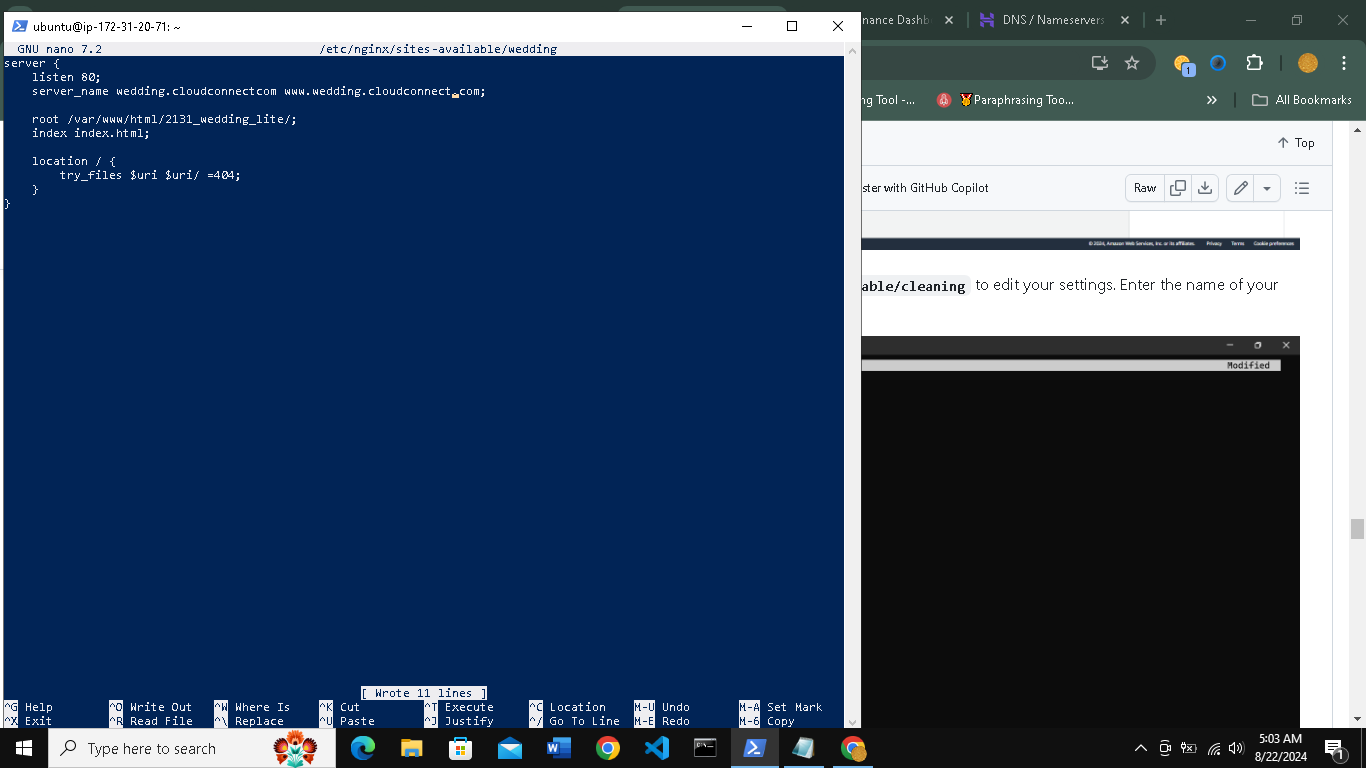 ubuntu@ip-172-31-20-71: ~
GNU nano 7.2 /etc/nginx/sites-available/wedding
server {
listen 80;
server_name wedding.cloudconnectcom www.wedding.cloudconnect.com;
root /var/www/html/2131_wedding_lite/;
index index.html;
location / {
try_files $uri $uri/ =404;
}
}
[ Wrote 11 lines ]
^G Help ^O Write Out ^W Where Is ^K Cut ^T Execute ^C Location M-U Undo M-A Set Mark
^X Exit ^R Read File ^\ Replace ^U Paste ^J Justify ^/ Go To Line M-E Redo M-6 Copy
nance Dashb
DNS / Nameservers
1
ng Tool -...
Paraphrasing Too...
»
All Bookmarks
Top
ster with GitHub Copilot
Raw
© 2024, Amazon Web Services, Inc. or its affiliates. Privacy Terms Cookie preferences
able/cleaning to edit your settings. Enter the name of your
Modified
Type here to search
5:03 AM
8/22/2024
1